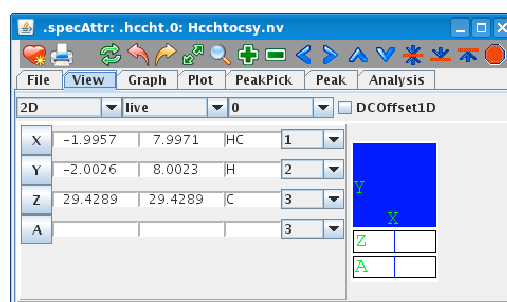 .specAttr: .hccht.0: Hcchtocsy.nv
File View Graph Plot PeakPick Peak Analysis
2D live 0 DCOffset1D
X -1.9957 7.9971 HC 1
Y -2.0026 8.0023 H 2
Z 29.4289 29.4289 C 3
A 3
Y
X
Z
A